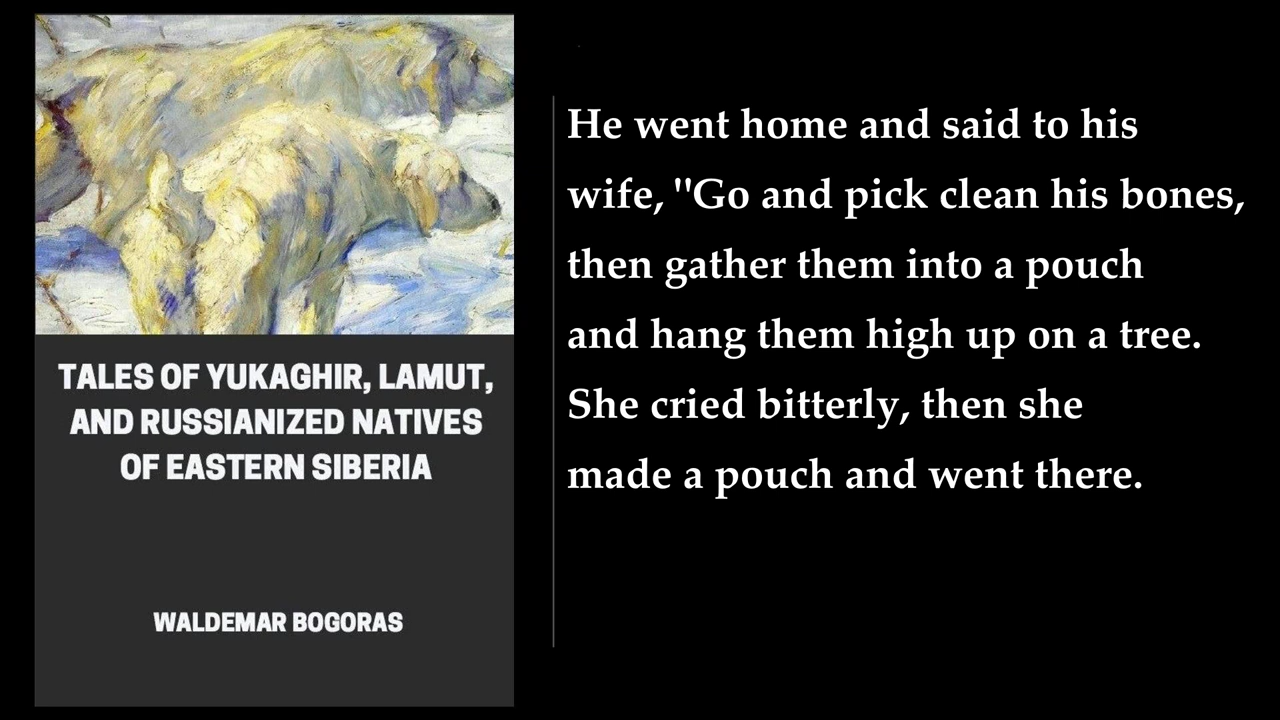 TALES OF YUKAGHIR, LAMUT,
AND RUSSIANIZED NATIVES
OF EASTERN SIBERIA
WALDEMAR BOGORAS
He went home and said to his
wife, "Go and pick clean his bones,
then gather them into a pouch
and hang them high up on a tree.
She cried bitterly, then she
made a pouch and went there.